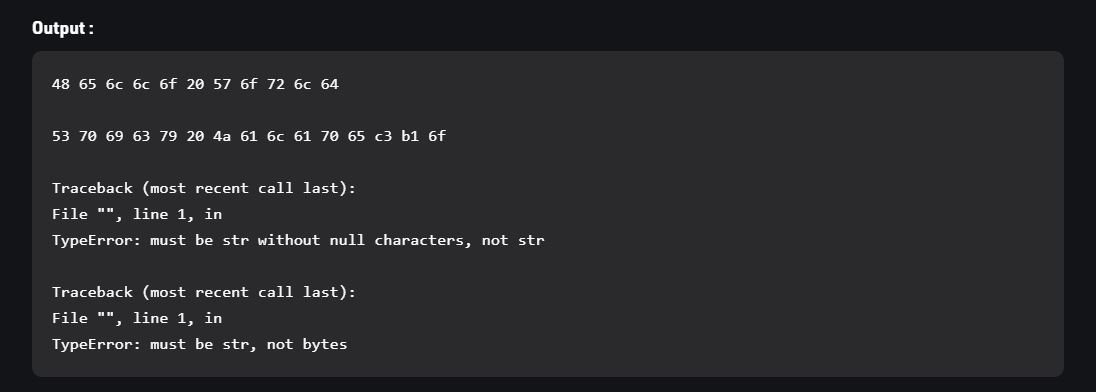 Output :
48 65 6c 6c 6f 20 57 6f 72 6c 64
53 70 69 63 79 20 4a 61 6c 61 70 65 c3 b1 6f
Traceback (most recent call last):
File "", line 1, in
TypeError: must be str without null characters, not str
Traceback (most recent call last):
File "", line 1, in
TypeError: must be str, not bytes